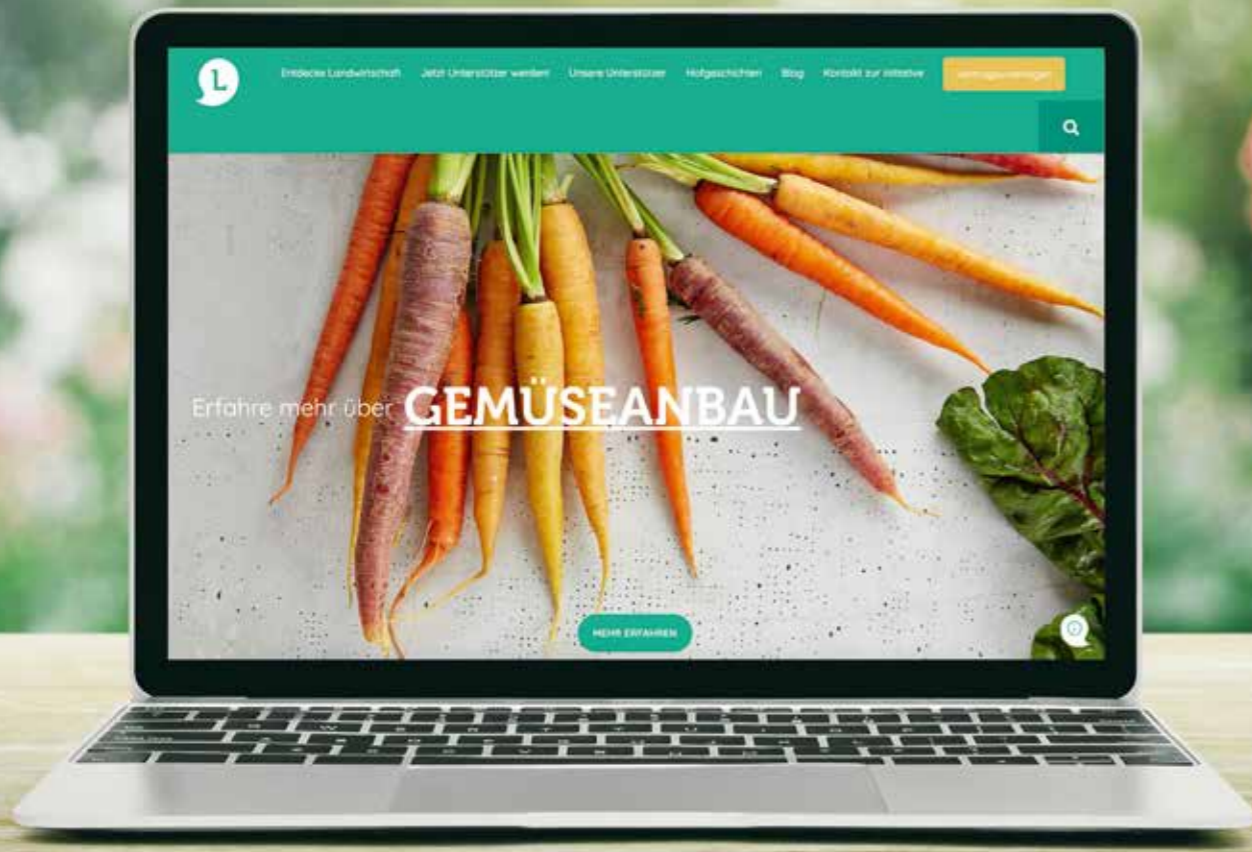 L
Entdecke Landwirtschaft Jetzt Unterstützer werden! Unsere Unterstützer Hofgeschichten Blog Kontakt zur Initiative
Erfahre mehr über GEMÜSEANBAU
MEHR ERFAHREN